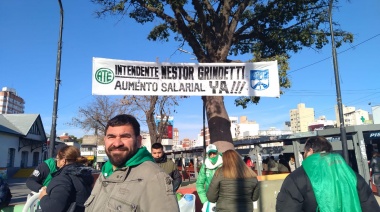 ATE
INTENDENTE NESTOR GRINDETTI
AUMENTO SALARIAL YA///